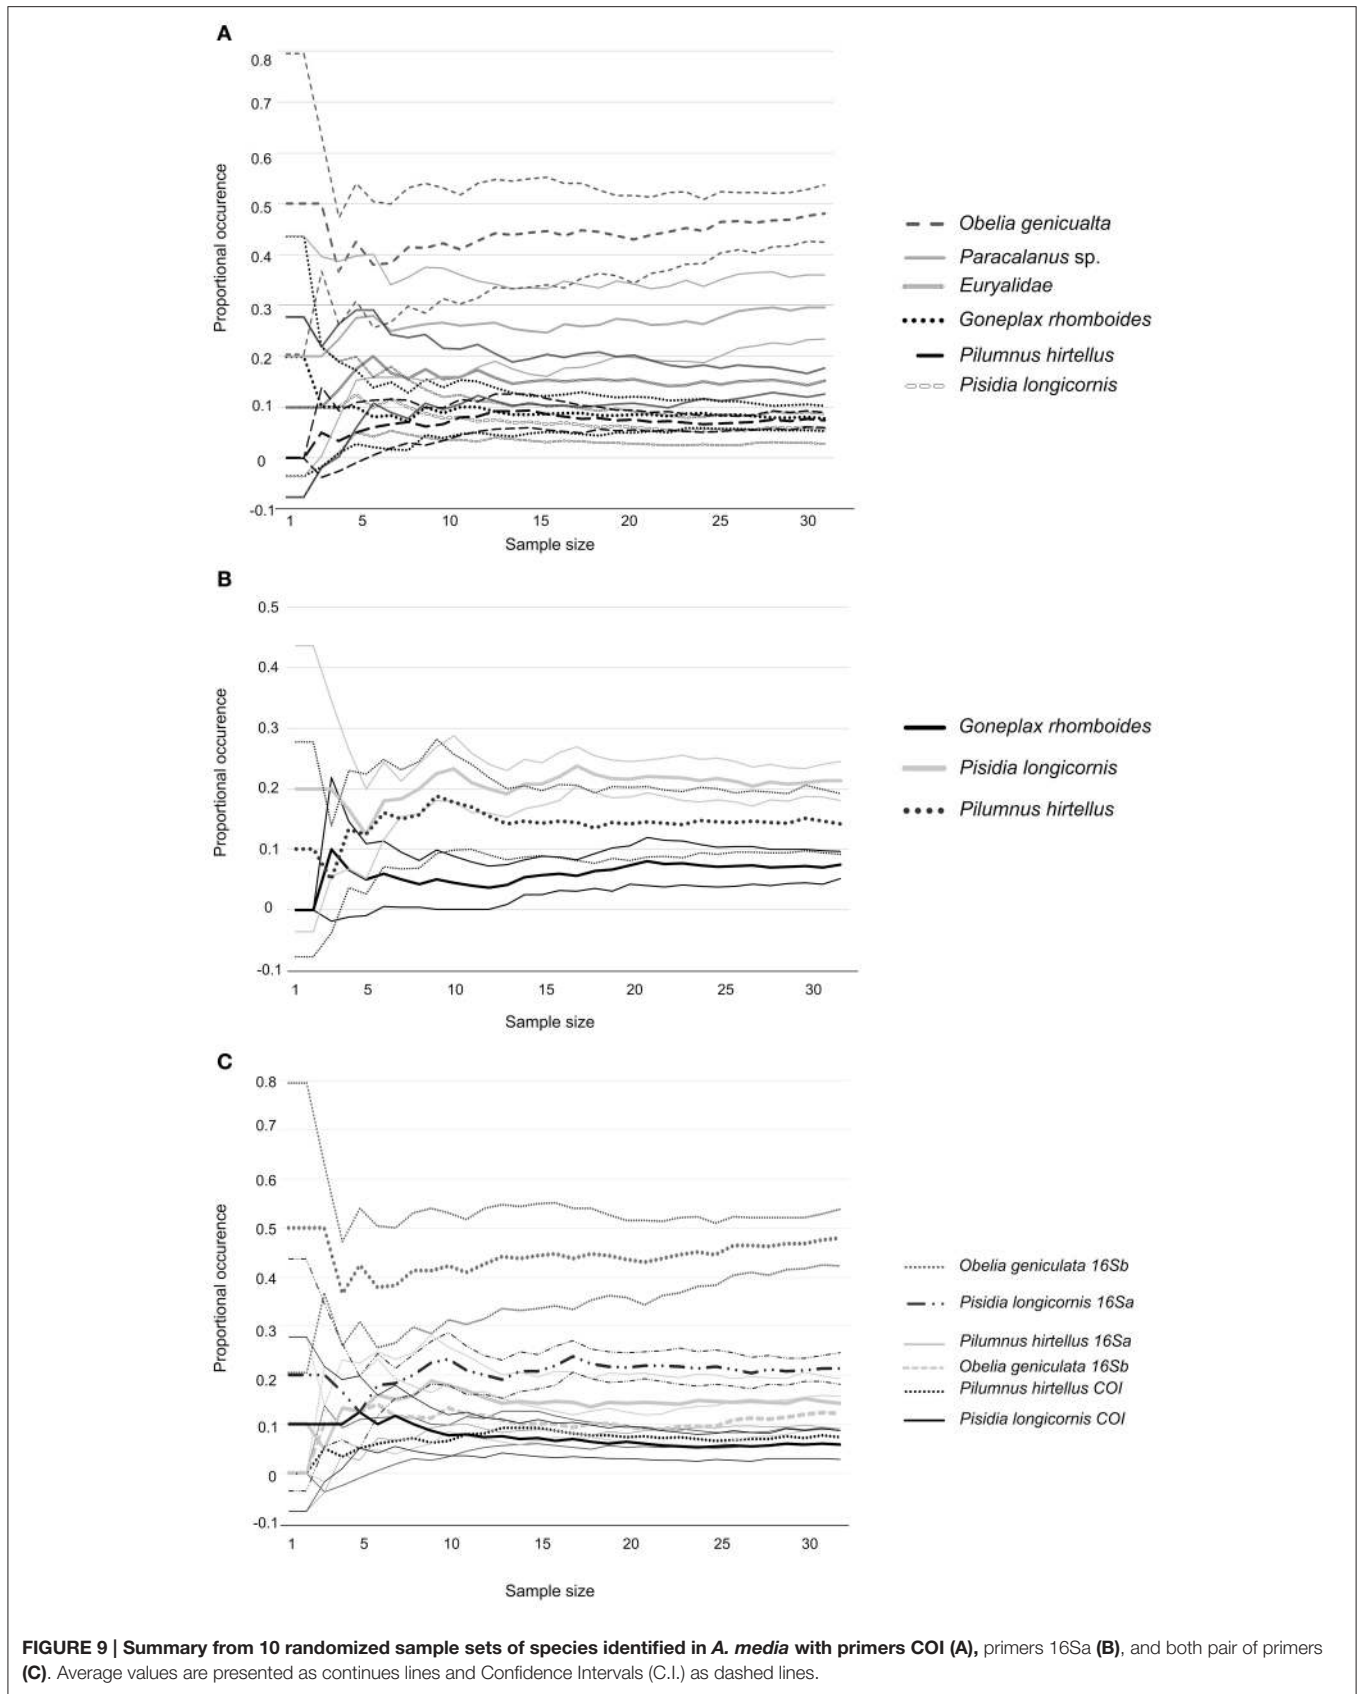 A
0.8
0.7
0.6
0.5
0.4
0.3
0.2
0.1
0
-0.1
Proportional occurence
1 5 10 15 20 25 30
Sample size
Obelia genicualta
Paracalanus sp.
Euryalidae
Goneplax rhomboides
Pilumnus hirtellus
Pisidia longicornis
B
0.5
0.4
0.3
0.2
0.1
0
-0.1
Proportional occurence
1 5 10 15 20 25 30
Sample size
Goneplax rhomboides
Pisidia longicornis
Pilumnus hirtellus
C
0.8
0.7
0.6
0.5
0.4
0.3
0.2
0.1
0
-0.1
Proportional occurence
1 5 10 15 20 25 30
Sample size
Obelia geniculata 16Sb
Pisidia longicornis 16Sa
Pilumnus hirtellus 16Sa
Obelia geniculata 16Sb
Pilumnus hirtellus COI
Pisidia longicornis COI
FIGURE 9 | Summary from 10 randomized sample sets of species identified in A. media with primers COI (A), primers 16Sa (B), and both pair of primers
(C). Average values are presented as continues lines and Confidence Intervals (C.I.) as dashed lines.